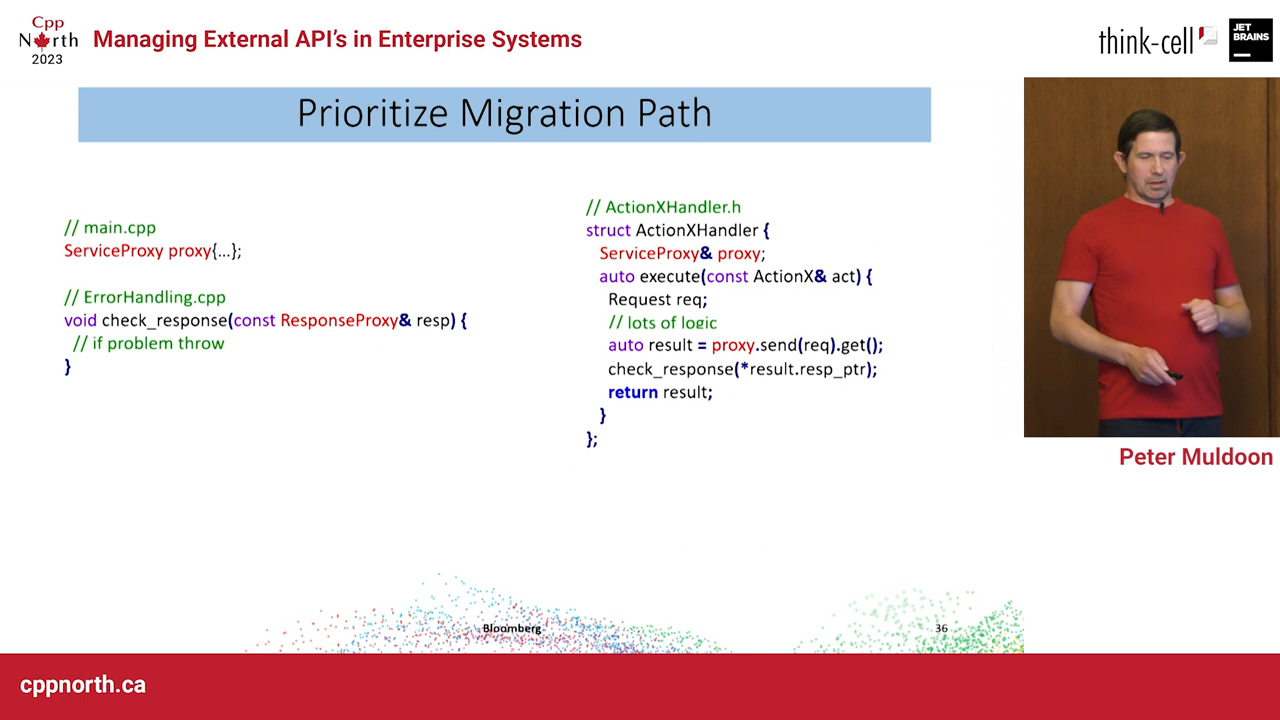 Cpp
North
2023
Managing External API's in Enterprise Systems
think-cell
JET
BRAINS
Prioritize Migration Path
// main.cpp
ServiceProxy proxy{...};
// ErrorHandling.cpp
void check_response(const ResponseProxy& resp) {
// if problem throw
}
// ActionXHandler.h
struct ActionXHandler {
ServiceProxy& proxy;
auto execute(const ActionX& act) {
Request req;
// lots of logic
auto result = proxy.send(req).get();
check_response(*result.resp_ptr);
return result;
}
};
Peter Muldoon
Bloomberg
36
cppnorth.ca